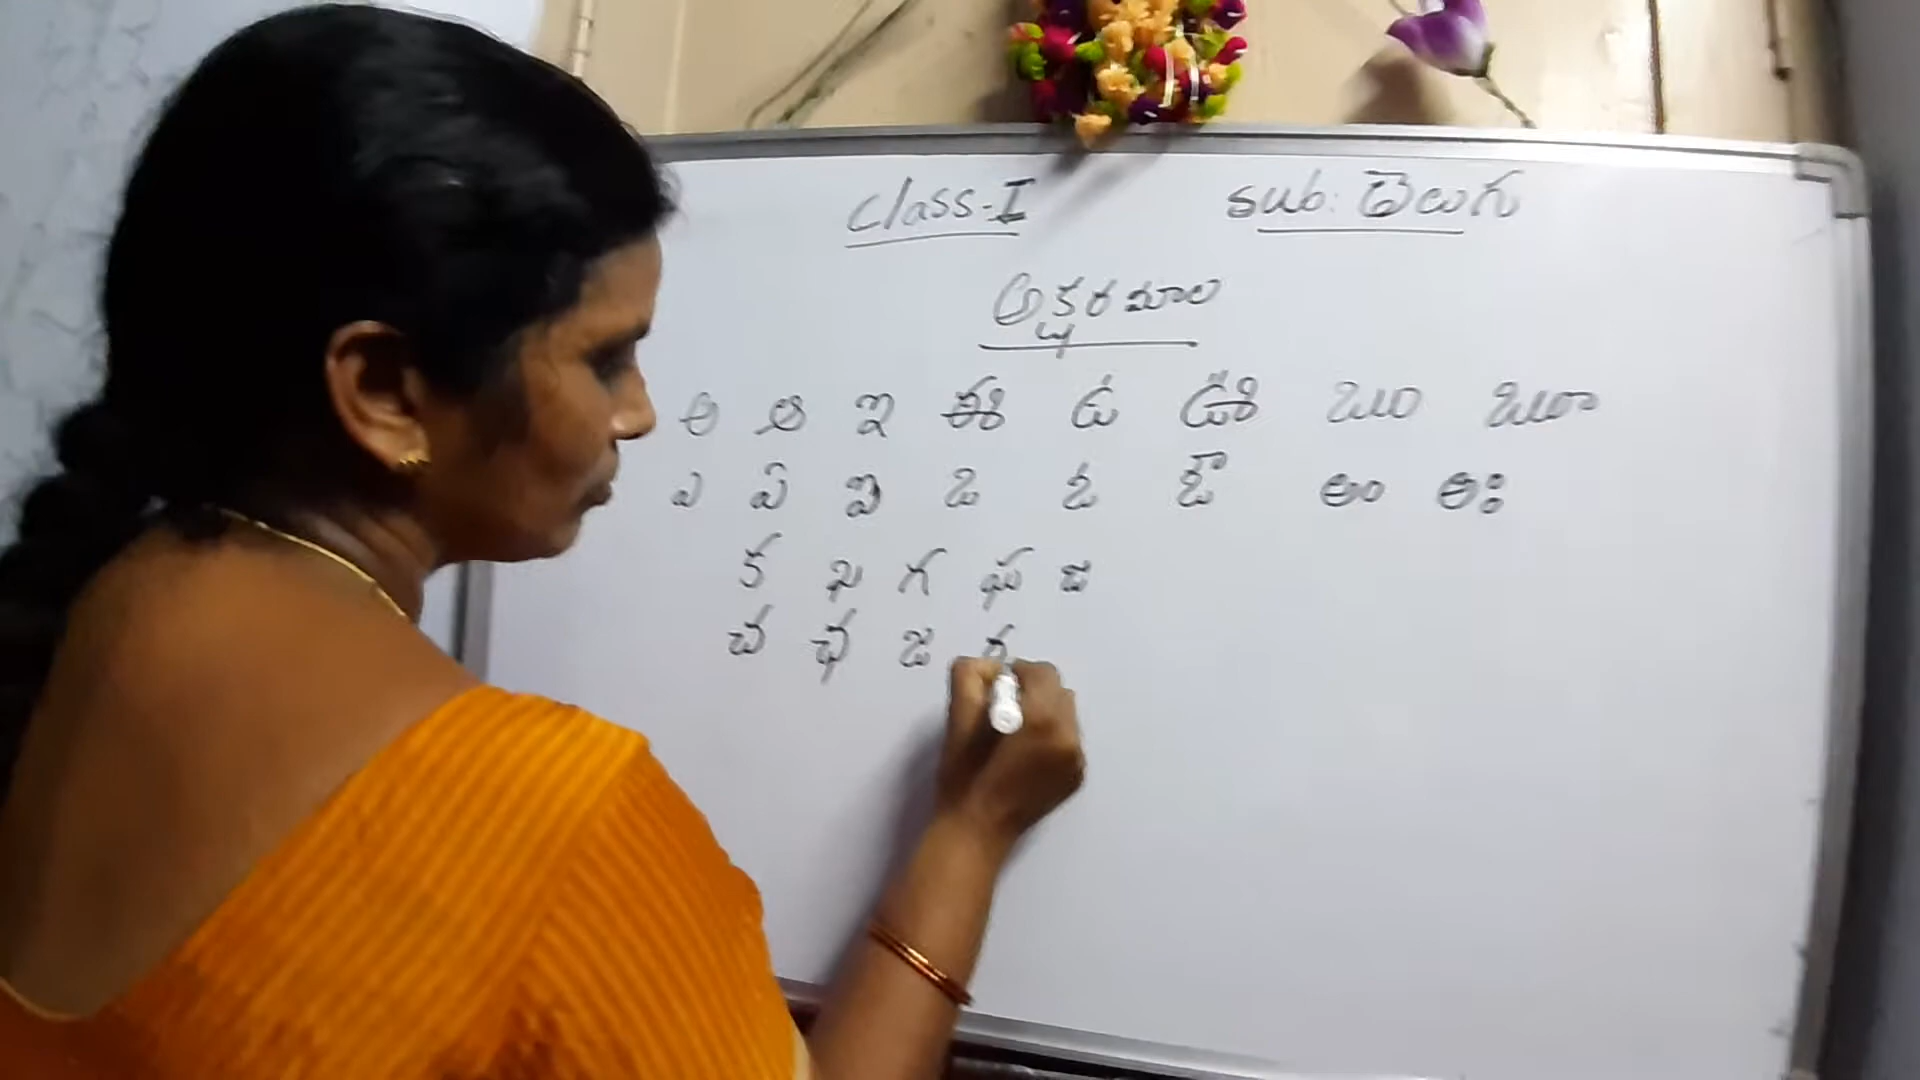 Class-I sub: తెలుగు
అక్షరమాల
అ ఆ ఇ ఈ ఉ ఊ ఋ ౠ
ఎ ఏ ఐ ఒ ఓ ఔ అం అః
క ఖ గ ఘ ఙ
చ ఛ జ